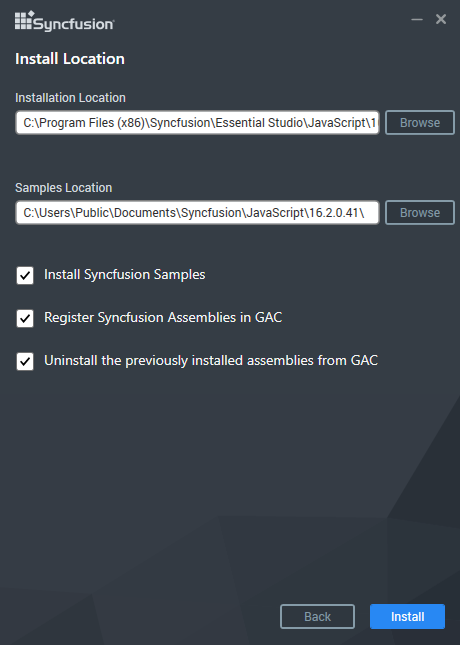 Syncfusion
Install Location
Installation Location
C:\Program Files (x86)\Syncfusion\Essential Studio\JavaScript\1
Browse
Samples Location
C:\Users\Public\Documents\Syncfusion\JavaScript\16.2.0.41\
Browse
Install Syncfusion Samples
Register Syncfusion Assemblies in GAC
Uninstall the previously installed assemblies from GAC
Back
Install